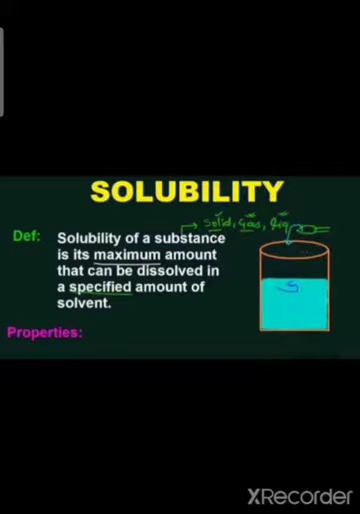 SOLUBILITY
solid, Gas, liq
Def: Solubility of a substance
is its maximum amount
that can be dissolved in
a specified amount of
solvent.
S
Properties:
XRecorder